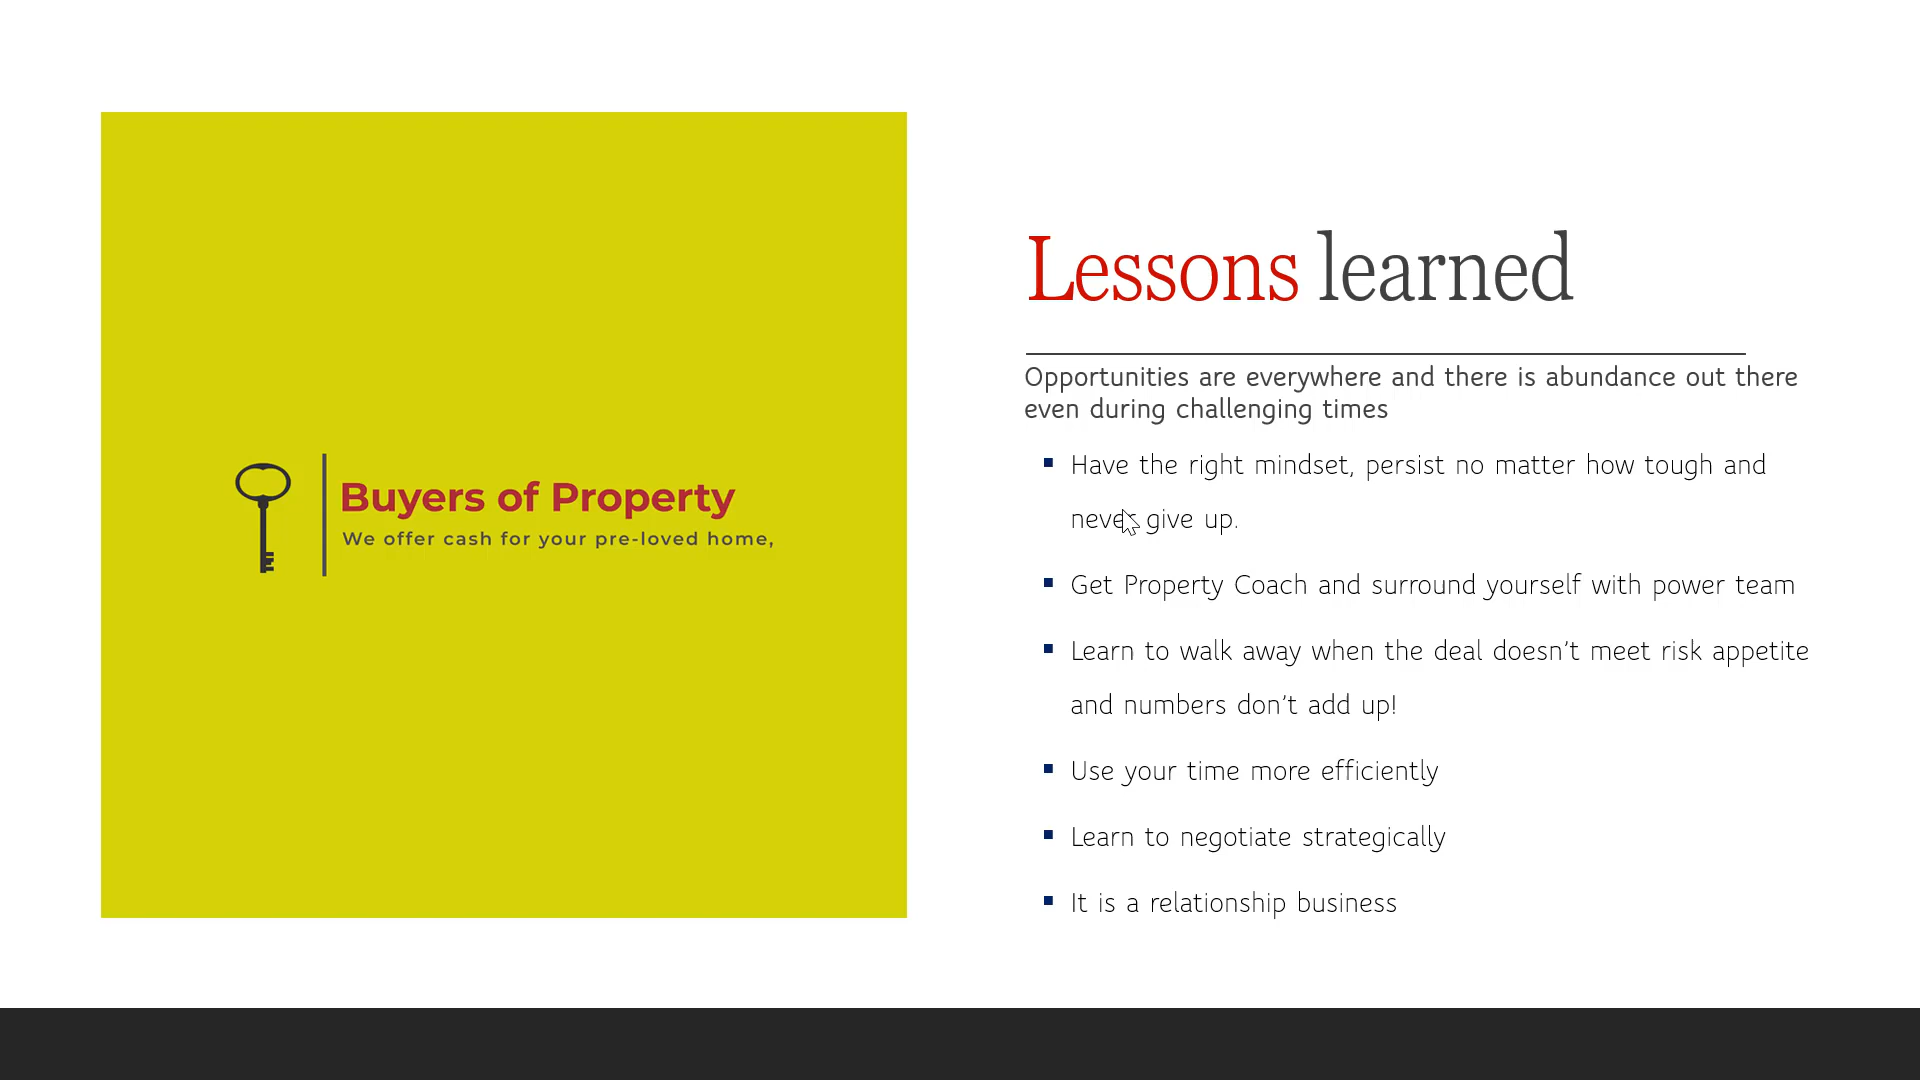 Buyers of Property
We offer cash for your pre-loved home,
Lessons learned
Opportunities are everywhere and there is abundance out there
even during challenging times
Have the right mindset, persist no matter how tough and
never give up.
Get Property Coach and surround yourself with power team
Learn to walk away when the deal doesn't meet risk appetite
and numbers don't add up!
Use your time more efficiently
Learn to negotiate strategically
It is a relationship business